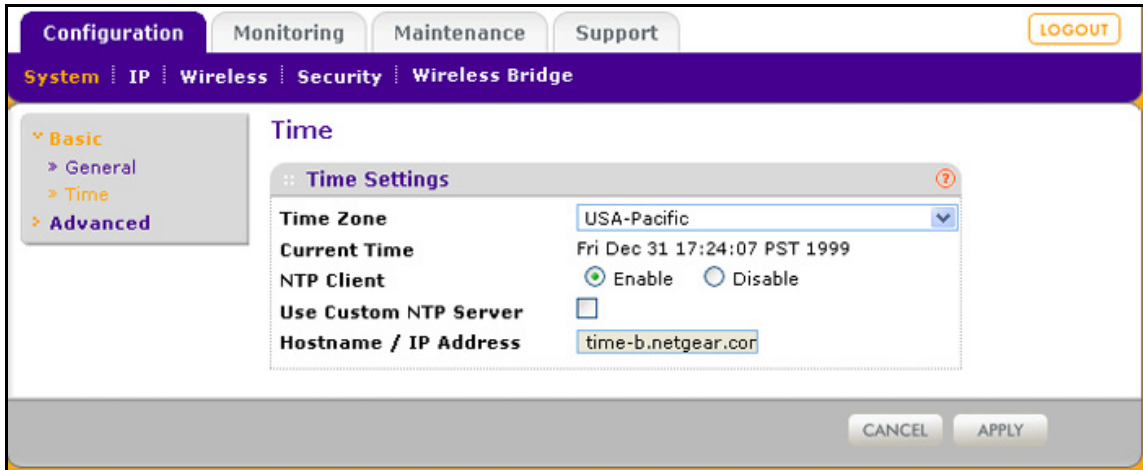 Configuration Monitoring Maintenance Support LOGOUT
System IP Wireless Security Wireless Bridge
Basic
General
Time
Advanced
Time
Time Settings ?
Time Zone USA-Pacific
Current Time Fri Dec 31 17:24:07 PST 1999
NTP Client Enable Disable
Use Custom NTP Server
Hostname / IP Address time-b.netgear.cor
CANCEL APPLY